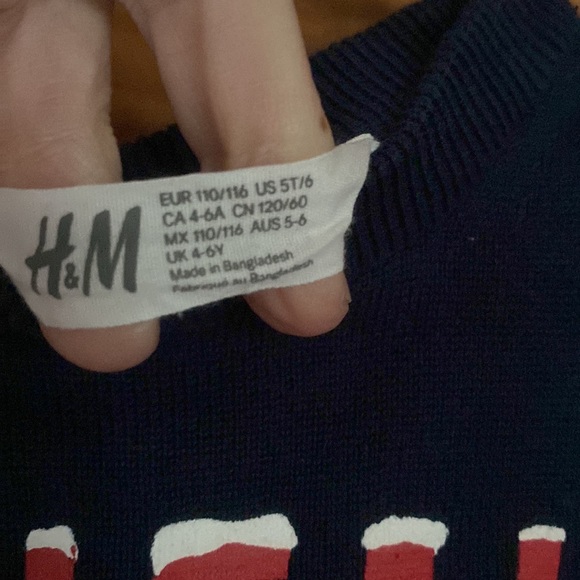 H&M
EUR 110/116 US 5T/6
CA 4-6A CN 120/60
MX 110/116 AUS 5-6
UK 4-6Y
Made in Bangladesh
Fabriqué au Bangladesh